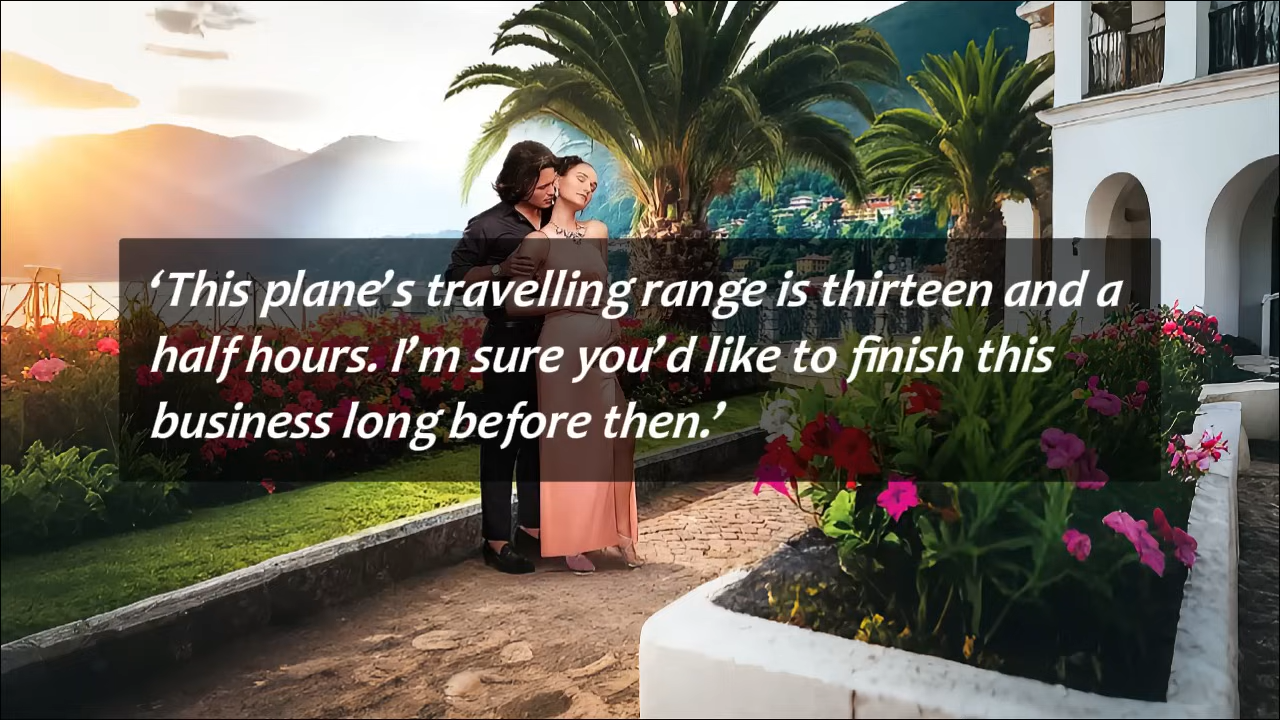 ‘This plane’s travelling range is thirteen and a
half hours. I’m sure you’d like to finish this
business long before then.’